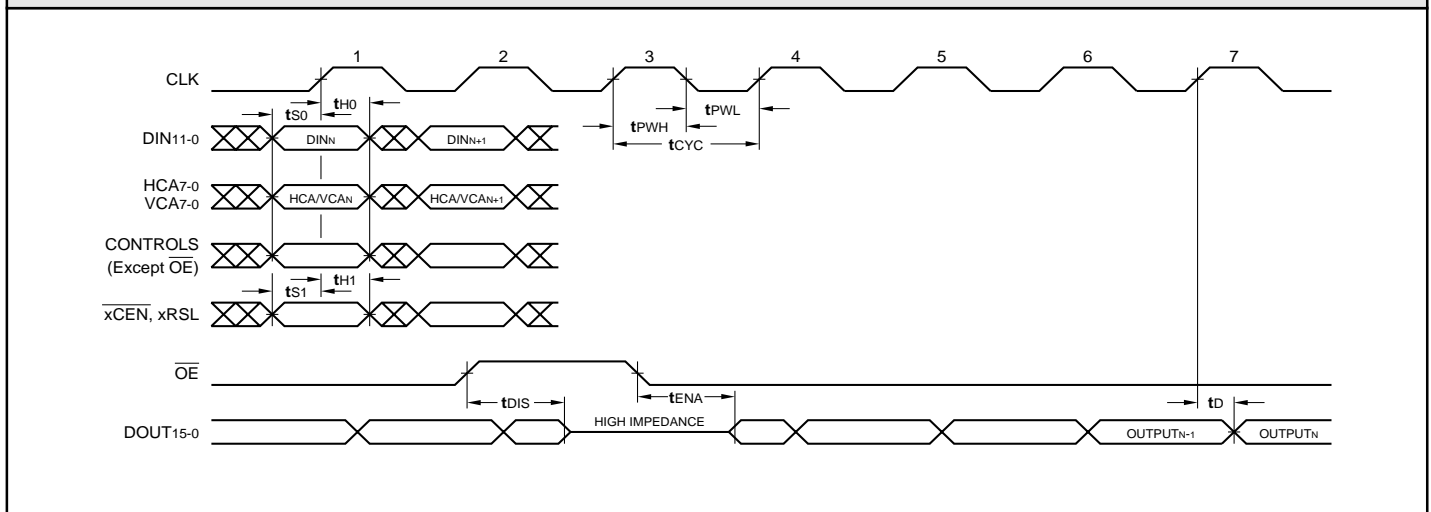 1 2 3 4 5 6 7
CLK
tS0 tH0
tPWL
tPWH
tCYC
DIN11-0 DINN DINN+1
HCA7-0
VCA7-0 HCA/VCAN HCA/VCAN+1
CONTROLS
(Except OE)
tS1 tH1
xCEN, xRSL
OE
tDIS tENA tD
DOUT15-0 HIGH IMPEDANCE OUTPUTN-1 OUTPUTN